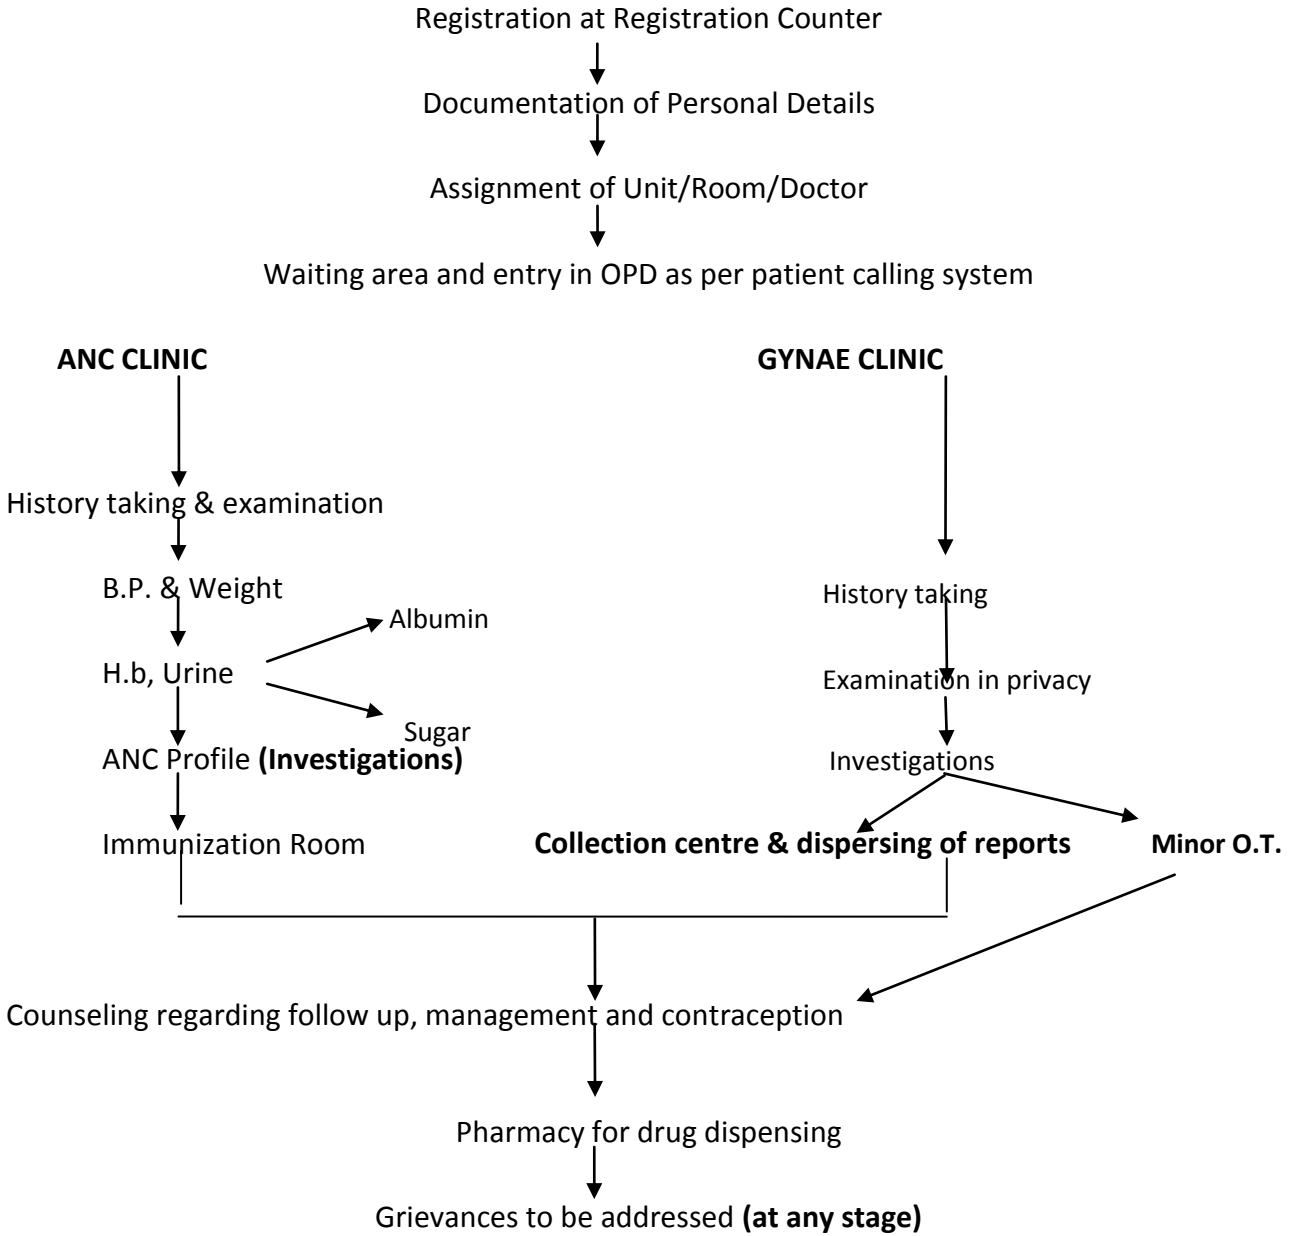 Registration at Registration Counter
Documentation of Personal Details
Assignment of Unit/Room/Doctor
Waiting area and entry in OPD as per patient calling system
ANC CLINIC
GYNAE CLINIC
History taking & examination
B.P. & Weight
History taking
Albumin
H.b, Urine
Examination in privacy
Sugar
ANC Profile (Investigations)
Investigations
Immunization Room
Collection centre & dispersing of reports
Minor O.T.
Counseling regarding follow up, management and contraception
Pharmacy for drug dispensing
Grievances to be addressed (at any stage)